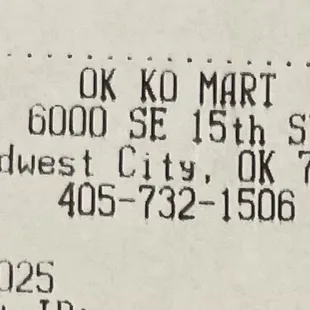 OK KO MART
6000 SE 15th S
dwest City, OK 7
405-732-1506
025